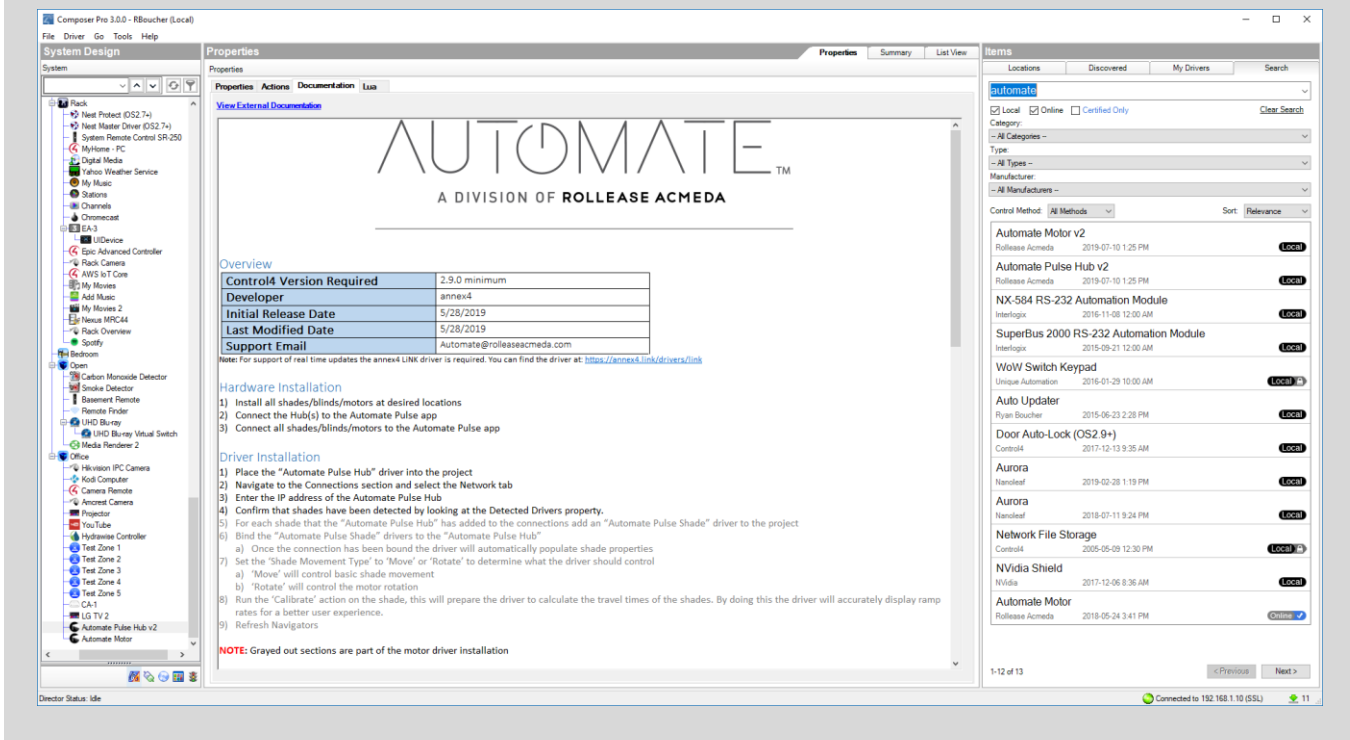 Composer Pro 3.0.0 - RBoucher (Local)
File Driver Go Tools Help
System Design
System
Rack
Nest Protect (OS2.7+)
Nest Master Driver (OS2.7+)
System Remote Control SR-250
MyHome - PC
Digital Media
Yahoo Weather Service
My Music
Stations
Channels
Chromecast
EA-3
UIDevice
Epic Advanced Controller
Rack Camera
AWS IoT Core
My Movies
Add Music
My Movies 2
Nexus MRC44
Rack Overview
Spotify
Bedroom
Open
Carbon Monoxide Detector
Smoke Detector
Basement Remote
Remote Finder
UHD Blu-ray
UHD Blu-ray Virtual Switch
Media Renderer 2
Office
Hikvision IPC Camera
Kodi Computer
Camera Remote
Amcrest Camera
Projector
YouTube
Hydrawise Controller
Test Zone 1
Test Zone 2
Test Zone 3
Test Zone 4
Test Zone 5
CA-1
LG TV 2
Automate Pulse Hub v2
Automate Motor
Properties
Properties Summary List View
Properties
Properties Actions Documentation Lua
View External Documentation
AUTOMATE TM
A DIVISION OF ROLLEASE ACMEDA
Overview
Control4 Version Required 2.9.0 minimum
Developer annex4
Initial Release Date 5/28/2019
Last Modified Date 5/28/2019
Support Email Automate@rolleaseacmeda.com
Note: For support of real time updates the annex4 LiNK driver is required. You can find the driver at: https://annex4.link/drivers/link
Hardware Installation
1) Install all shades/blinds/motors at desired locations
2) Connect the Hub(s) to the Automate Pulse app
3) Connect all shades/blinds/motors to the Automate Pulse app
Driver Installation
1) Place the “Automate Pulse Hub” driver into the project
2) Navigate to the Connections section and select the Network tab
3) Enter the IP address of the Automate Pulse Hub
4) Confirm that shades have been detected by looking at the Detected Drivers property.
5) For each shade that the “Automate Pulse Hub” has added to the connections add an “Automate Pulse Shade” driver to the project
6) Bind the “Automate Pulse Shade” drivers to the “Automate Pulse Hub”
a) Once the connection has been bound the driver will automatically populate shade properties
7) Set the ‘Shade Movement Type’ to ‘Move’ or ‘Rotate’ to determine what the driver should control
a) ‘Move’ will control basic shade movement
b) ‘Rotate’ will control the motor rotation
8) Run the ‘Calibrate’ action on the shade, this will prepare the driver to calculate the travel times of the shades. By doing this the driver will accurately display ramp
rates for a better user experience.
9) Refresh Navigators
NOTE: Grayed out sections are part of the motor driver installation
Items
Locations Discovered My Drivers Search
automate
Local Online Certified Only Clear Search
Category:
-- All Categories --
Type:
-- All Types --
Manufacturer:
-- All Manufacturers --
Control Method: All Methods Sort: Relevance
Automate Motor v2
Rollease Acmeda 2019-07-10 1:25 PM Local
Automate Pulse Hub v2
Rollease Acmeda 2019-07-10 1:25 PM Local
NX-584 RS-232 Automation Module
Interlogix 2016-11-08 12:00 AM Local
SuperBus 2000 RS-232 Automation Module
Interlogix 2015-09-21 12:00 AM Local
WoW Switch Keypad
Unique Automation 2016-01-29 10:00 AM Local
Auto Updater
Ryan Boucher 2015-06-23 2:28 PM Local
Door Auto-Lock (OS2.9+)
Control4 2017-12-13 9:35 AM Local
Aurora
Nanoleaf 2019-02-28 1:19 PM Local
Aurora
Nanoleaf 2018-07-11 9:24 PM Local
Network File Storage
Control4 2005-05-09 12:30 PM Local
NVidia Shield
NVidia 2017-12-06 8:36 AM Local
Automate Motor
Rollease Acmeda 2018-05-24 3:41 PM Online
1-12 of 13 < Previous Next >
Director Status: Idle
Connected to 192.168.1.10 (SSL) 11